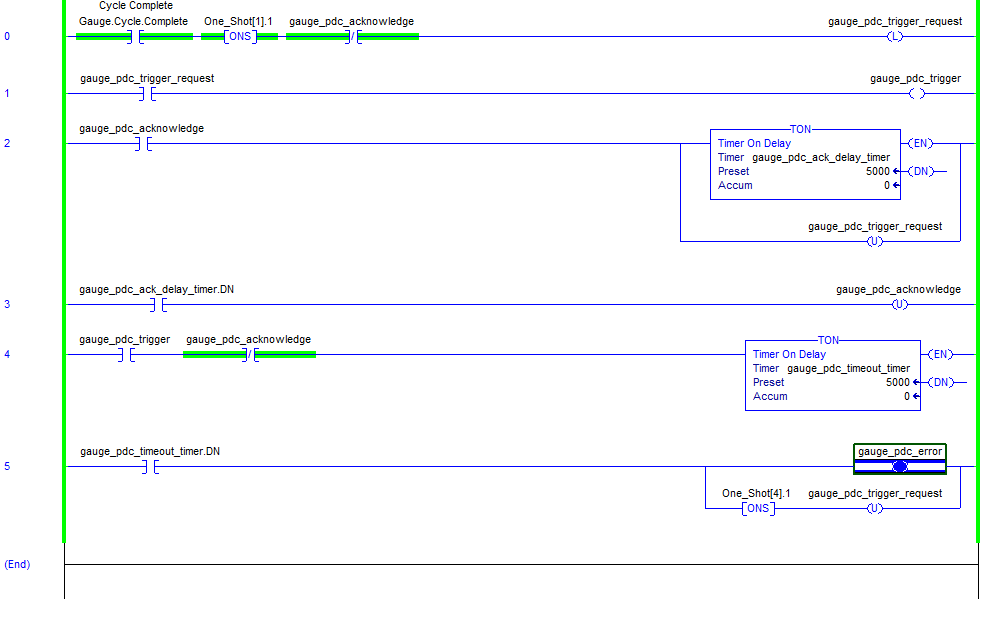 Cycle Complete
Gauge.Cycle.Complete One_Shot[1].1 gauge_pdc_acknowledge gauge_pdc_trigger_request
0 ONS / L
gauge_pdc_trigger_request gauge_pdc_trigger
1
gauge_pdc_acknowledge
TON
2 Timer On Delay EN
Timer gauge_pdc_ack_delay_timer
Preset 5000 DN
Accum 0
gauge_pdc_trigger_request
U
gauge_pdc_ack_delay_timer.DN gauge_pdc_acknowledge
3 U
gauge_pdc_trigger gauge_pdc_acknowledge TON
4 / Timer On Delay EN
Timer gauge_pdc_timeout_timer
Preset 5000 DN
Accum 0
gauge_pdc_timeout_timer.DN gauge_pdc_error
5
One_Shot[4].1 gauge_pdc_trigger_request
ONS U
(End)